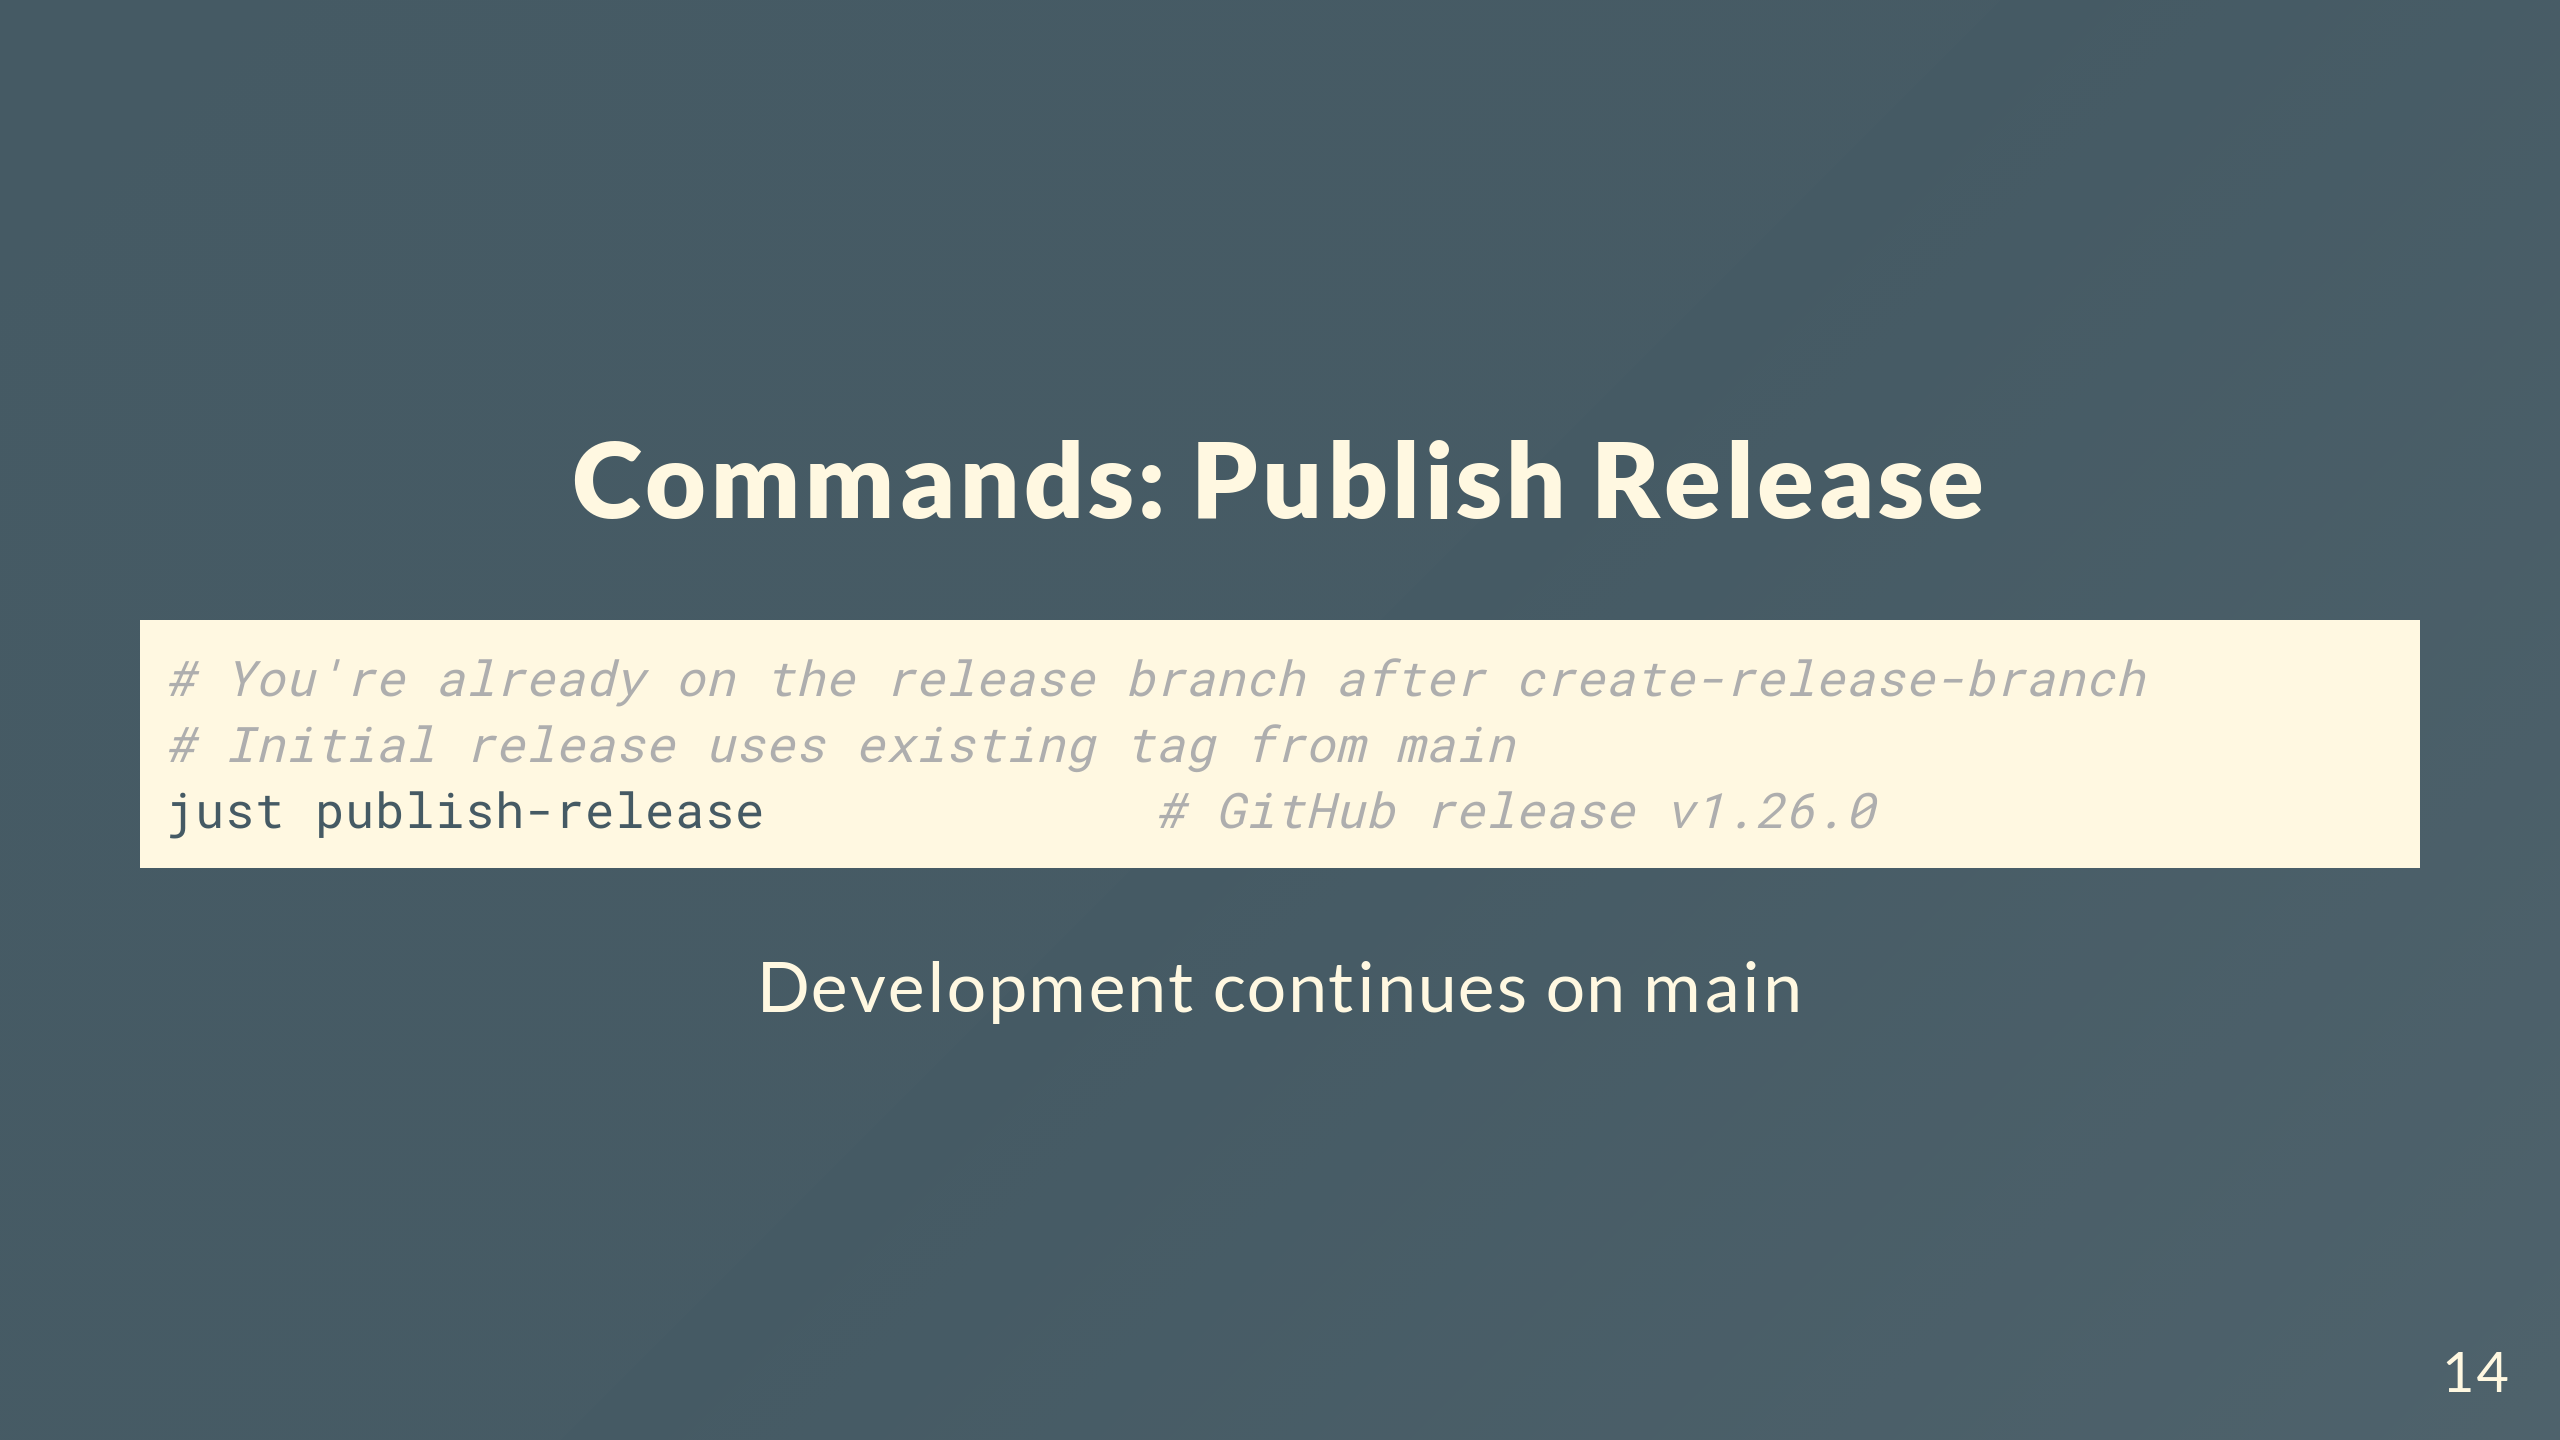 Commands: Publish Release
# You're already on the release branch after create-release-branch
# Initial release uses existing tag from main
just publish-release             # GitHub release v1.26.0
Development continues on main
14